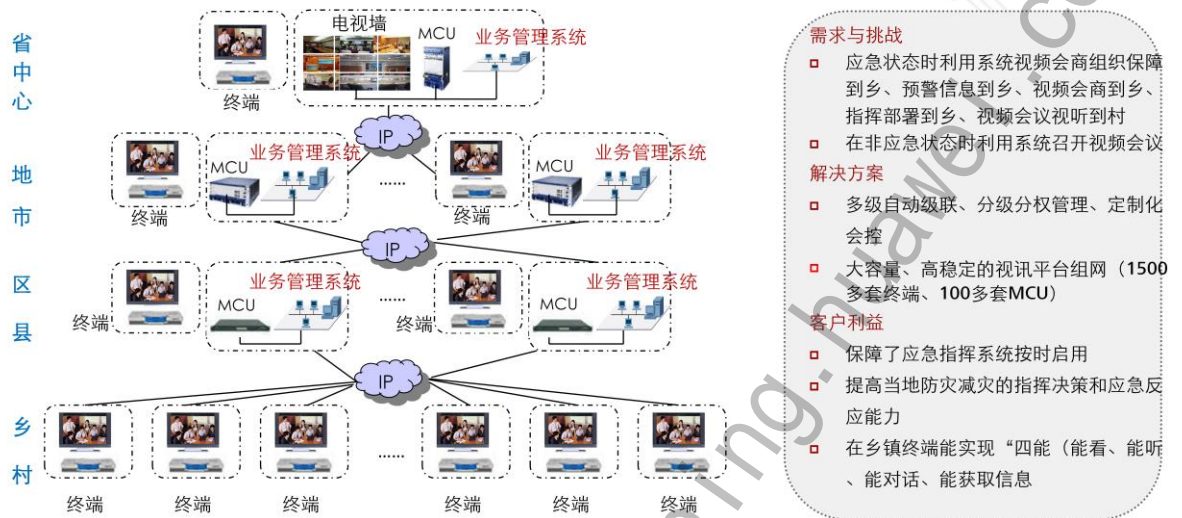 省
中
心
终端
电视墙
MCU
业务管理系统
IP
地
市
终端
MCU
业务管理系统
......
终端
MCU
业务管理系统
IP
区
县
终端
MCU
业务管理系统
......
终端
MCU
业务管理系统
IP
乡
村
......
终端
终端
终端
终端
终端
终端
需求与挑战
应急状态时利用系统视频会商组织保障
到乡、预警信息到乡、视频会商到乡、
指挥部署到乡、视频会议视听到村
在非应急状态时利用系统召开视频会议
解决方案
多级自动级联、分级分权管理、定制化
会控
大容量、高稳定的视讯平台组网（1500
多套终端、100多套MCU）
客户利益
保障了应急指挥系统按时启用
提高当地防灾减灾的指挥决策和应急反
应能力
在乡镇终端能实现“四能（能看、能听
、能对话、能获取信息
ng.huawei.co